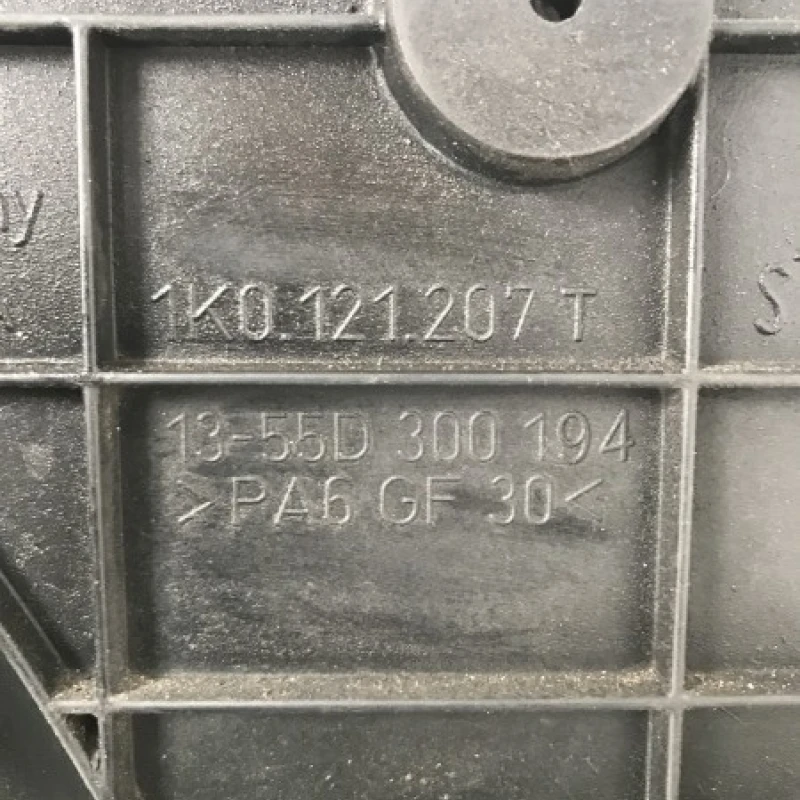 1K0.121.207 T
13-55D 300 194
>PA6 GF 30<